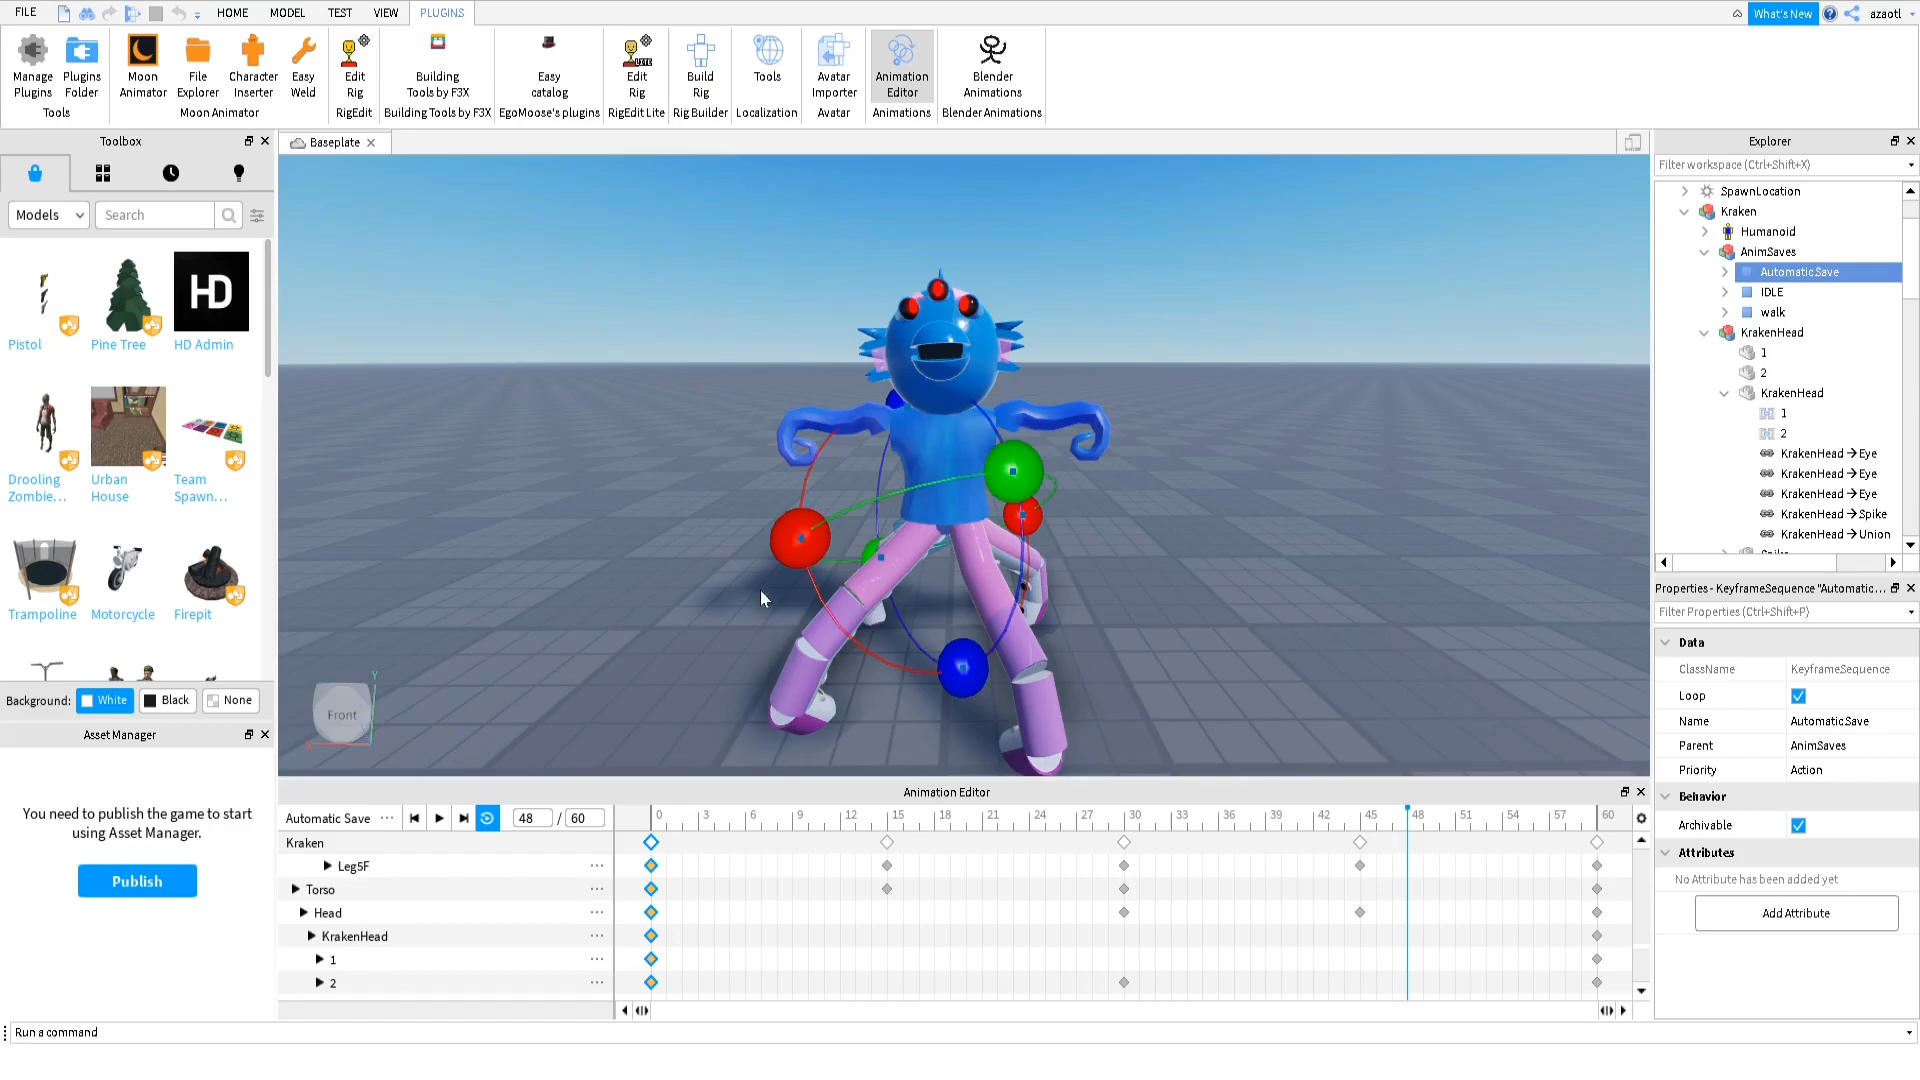 FILE HOME MODEL TEST VIEW PLUGINS What's New azaotl
Manage Plugins
Plugins Folder
Tools
Moon Animator
File Explorer
Character Inserter
Easy Weld
Moon Animator
Edit Rig
RigEdit
Building Tools by F3X
Building Tools by F3X
Easy catalog
EgoMoose's plugins
LITE
Edit Rig
RigEdit Lite
Build Rig
Rig Builder
Tools
Localization
Avatar Importer
Avatar
Animation Editor
Animations
Blender Animations
Blender Animations
Toolbox
Models Search
HD
Pistol
Pine Tree
HD Admin
Drooling Zombie...
Urban House
Team Spawn...
Trampoline
Motorcycle
Firepit
Background: White Black None
Asset Manager
You need to publish the game to start
using Asset Manager.
Publish
Baseplate
Front
Y
Animation Editor
Automatic Save ··· 48 / 60
0 3 6 9 12 15 18 21 24 27 30 33 36 39 42 45 48 51 54 57 60
Kraken
Leg5F ···
Torso ···
Head ···
KrakenHead ···
1 ···
2 ···
Run a command
Explorer
Filter workspace (Ctrl+Shift+X)
SpawnLocation
Kraken
Humanoid
AnimSaves
Automatic Save
IDLE
walk
KrakenHead
1
2
KrakenHead
1
2
KrakenHead->Eye
KrakenHead->Eye
KrakenHead->Eye
KrakenHead->Spike
KrakenHead->Union
Properties - KeyframeSequence "Automatic...
Filter Properties (Ctrl+Shift+P)
Data
ClassName KeyframeSequence
Loop
Name Automatic Save
Parent AnimSaves
Priority Action
Behavior
Archivable
Attributes
No Attribute has been added yet
Add Attribute